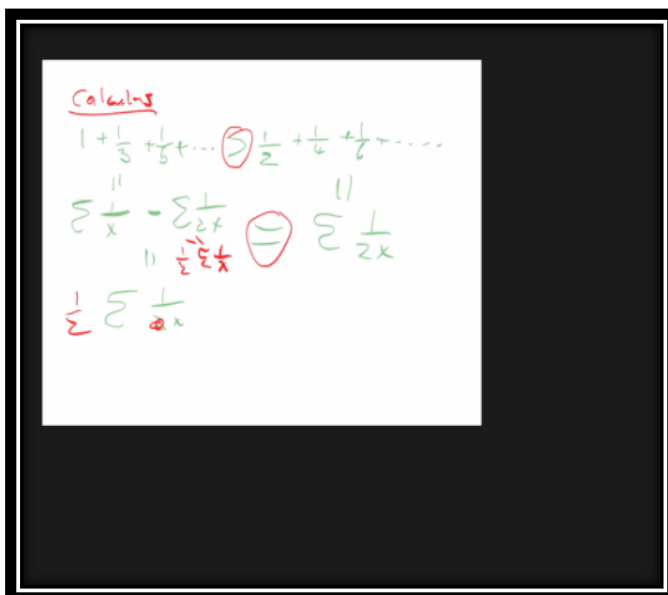 Calculus
1 + 1/3 + 1/5 + ... > 1/2 + 1/4 + 1/6 + ....
|| ||
Σ 1/x - Σ 1/2x = Σ 1/2x
|| 1/2 Σ 1/x
1/2 Σ 1/x